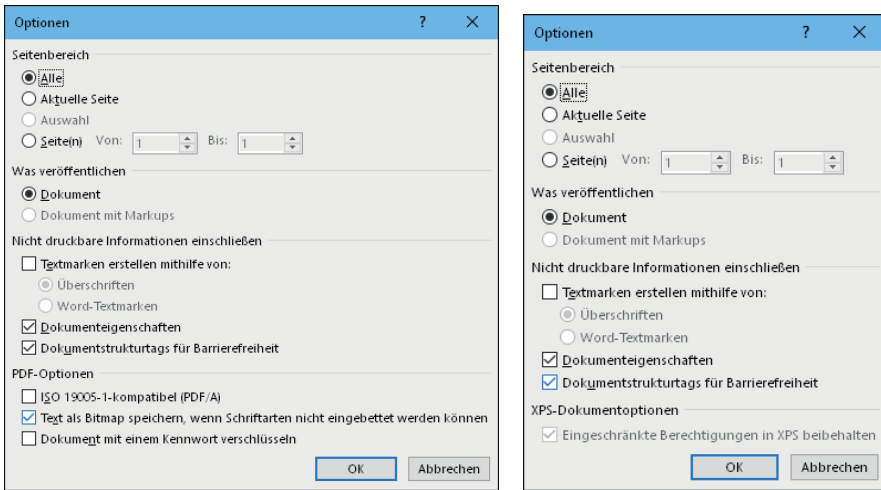 Optionen ? ×
Seitenbereich
Alle
Aktuelle Seite
Auswahl
Seite(n) Von: 1 Bis: 1
Was veröffentlichen
Dokument
Dokument mit Markups
Nicht druckbare Informationen einschließen
Textmarken erstellen mithilfe von:
Überschriften
Word-Textmarken
Dokumenteigenschaften
Dokumentstrukturtags für Barrierefreiheit
PDF-Optionen
ISO 19005-1-kompatibel (PDF/A)
Text als Bitmap speichern, wenn Schriftarten nicht eingebettet werden können
Dokument mit einem Kennwort verschlüsseln
OK Abbrechen
Optionen ? ×
Seitenbereich
Alle
Aktuelle Seite
Auswahl
Seite(n) Von: 1 Bis: 1
Was veröffentlichen
Dokument
Dokument mit Markups
Nicht druckbare Informationen einschließen
Textmarken erstellen mithilfe von:
Überschriften
Word-Textmarken
Dokumenteigenschaften
Dokumentstrukturtags für Barrierefreiheit
XPS-Dokumentoptionen
Eingeschränkte Berechtigungen in XPS beibehalten
OK Abbrechen